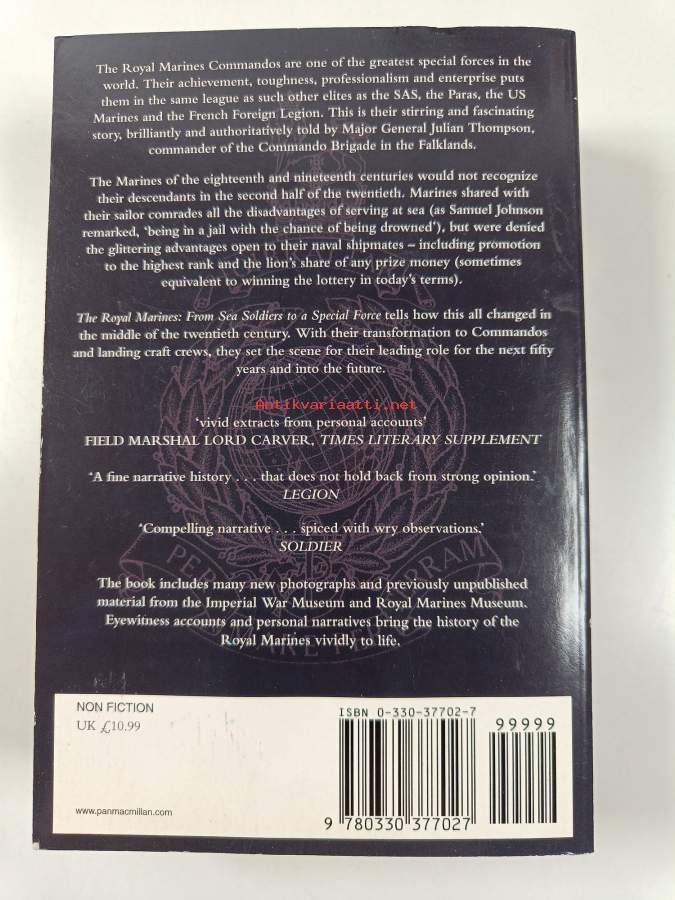 The Royal Marines Commandos are one of the greatest special forces in the
world. Their achievement, toughness, professionalism and enterprise puts
them in the same league as such other elites as the SAS, the Paras, the US
Marines and the French Foreign Legion. This is their stirring and fascinating
story, brilliantly and authoritatively told by Major General Julian Thompson,
commander of the Commando Brigade in the Falklands.
The Marines of the eighteenth and nineteenth centuries would not recognize
their descendants in the second half of the twentieth. Marines shared with
their sailor comrades all the disadvantages of serving at sea (as Samuel Johnson
remarked, ‘being in a jail with the chance of being drowned’), but were denied
the glittering advantages open to their naval shipmates – including promotion
to the highest rank and the lion’s share of any prize money (sometimes
equivalent to winning the lottery in today’s terms).
The Royal Marines: From Sea Soldiers to a Special Force tells how this all changed in
the middle of the twentieth century. With their transformation to Commandos
and landing craft crews, they set the scene for their leading role for the next fifty
years and into the future.
Antikvariaatti.net
‘vivid extracts from personal accounts’
FIELD MARSHAL LORD CARVER, TIMES LITERARY SUPPLEMENT
‘A fine narrative history . . . that does not hold back from strong opinion.’
LEGION
‘Compelling narrative . . . spiced with wry observations.’
SOLDIER
The book includes many new photographs and previously unpublished
material from the Imperial War Museum and Royal Marines Museum.
Eyewitness accounts and personal narratives bring the history of the
Royal Marines vividly to life.
NON FICTION
UK £10.99
www.panmacmillan.com
ISBN 0-330-37702-7
99999
9 780330 377027